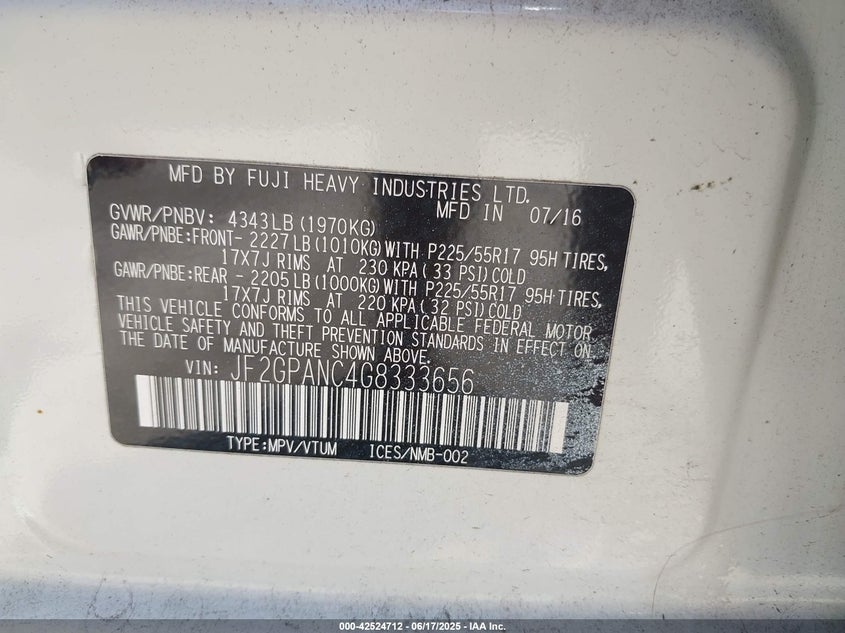 MFD BY FUJI HEAVY INDUSTRIES LTD.
MFD IN 07/16
GVWR/PNBV: 4343LB (1970KG)
GAWR/PNBE:FRONT- 2227LB(1010KG)WITH P225/55R17 95H TIRES,
17X7J RIMS AT 230 KPA( 33 PSI)COLD
GAWR/PNBE:REAR - 2205LB(1000KG)WITH P225/55R17 95H TIRES,
17X7J RIMS AT 220 KPA( 32 PSI)COLD
THIS VEHICLE CONFORMS TO ALL APPLICABLE FEDERAL MOTOR
VEHICLE SAFETY AND THEFT PREVENTION STANDARDS IN EFFECT ON
THE DATE OF MANUFACTURE SHOWN ABOVE.
VIN: JF2GPANC4G8333656
TYPE:MPV/VTUM ICES/NMB-002
000-42524712 - 06/17/2025 - IAA Inc.